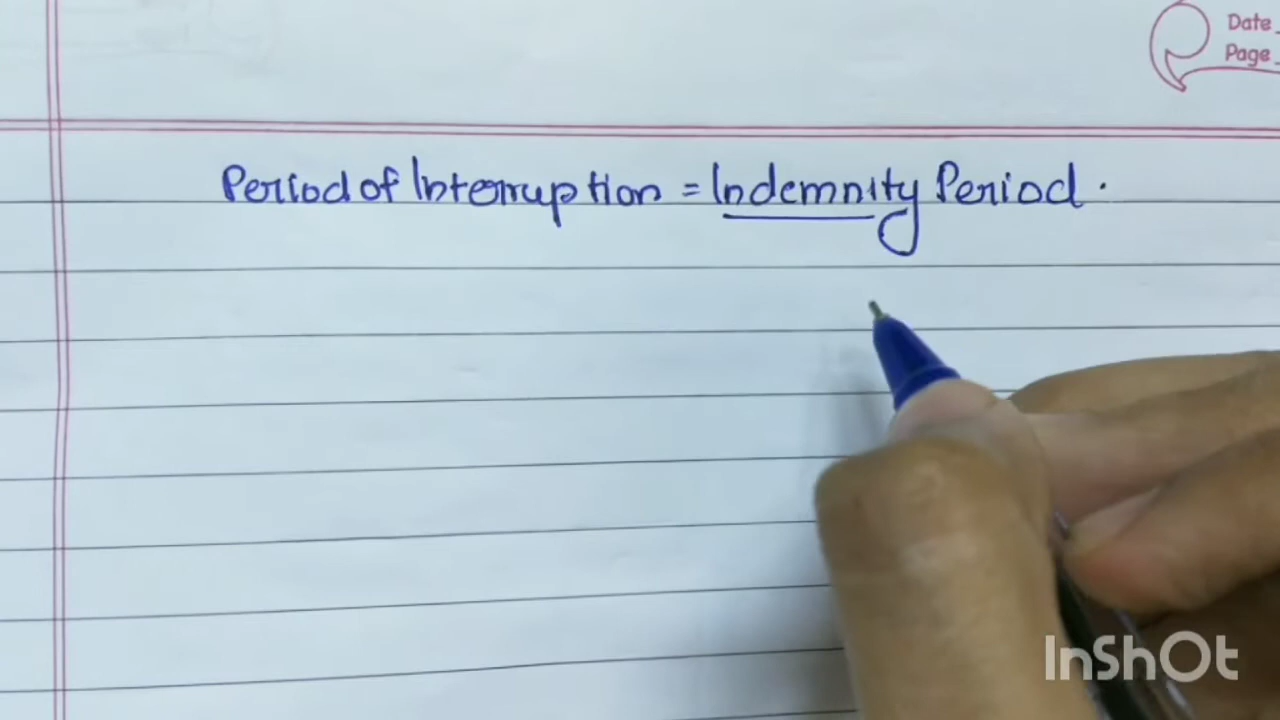 Date
Page
Period of Interruption = Indemnity Period.
InShOt